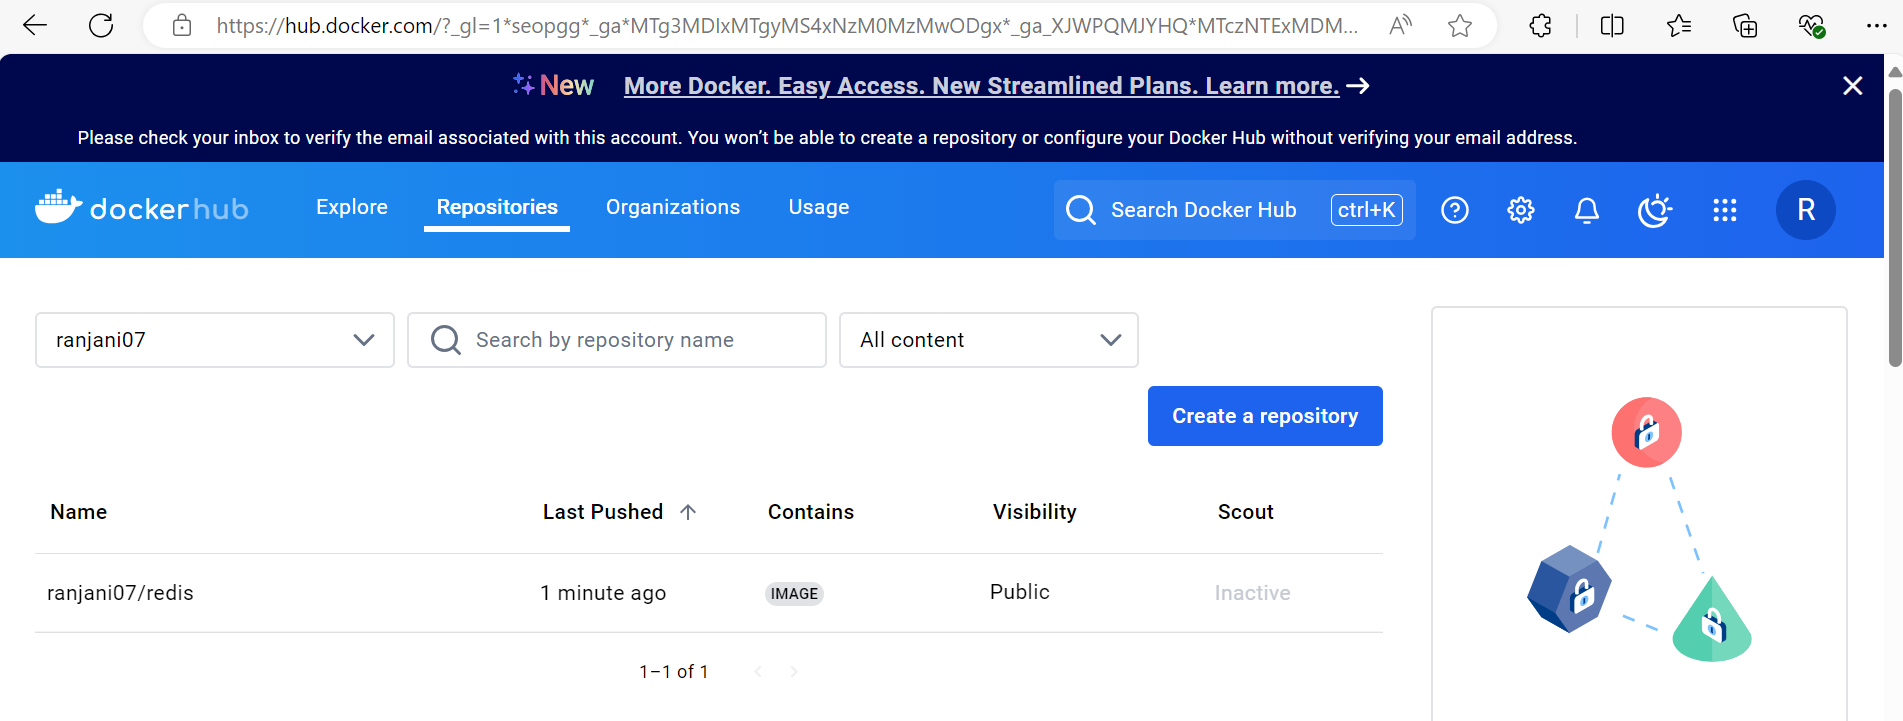 https://hub.docker.com/?_gl=1*seopgg*_ga*MTg3MDIxMTgyMS4xNzM0MzMwODgx*_ga_XJWPQMJYHQ*MTczNTExMDM...
New More Docker. Easy Access. New Streamlined Plans. Learn more. →
Please check your inbox to verify the email associated with this account. You won’t be able to create a repository or configure your Docker Hub without verifying your email address.
dockerhub Explore Repositories Organizations Usage Search Docker Hub ctrl+K R
ranjani07 Search by repository name All content
Create a repository
Name Last Pushed ↑ Contains Visibility Scout
ranjani07/redis 1 minute ago IMAGE Public Inactive
1–1 of 1